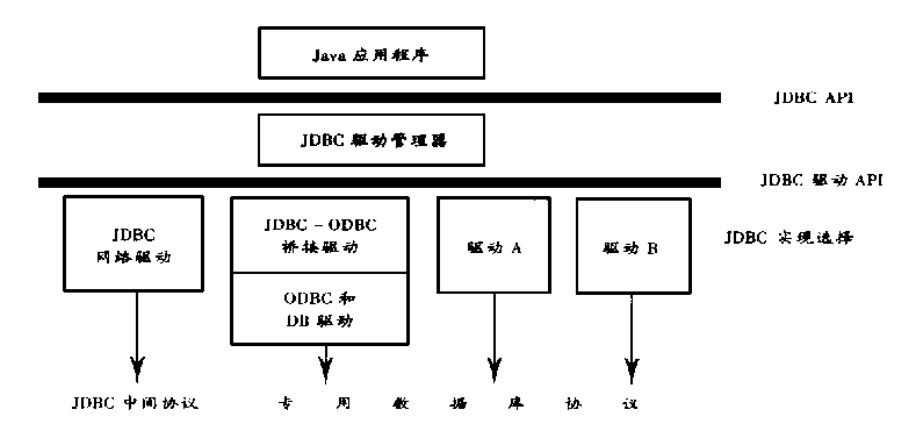 Java 应用程序
JDBC API
JDBC 驱动管理器
JDBC 驱动 API
JDBC
网络驱动
JDBC - ODBC
桥接驱动
ODBC 和
DB 驱动
驱动 A
驱动 B
JDBC 实现选择
JDBC 中间协议
专用数据库协议